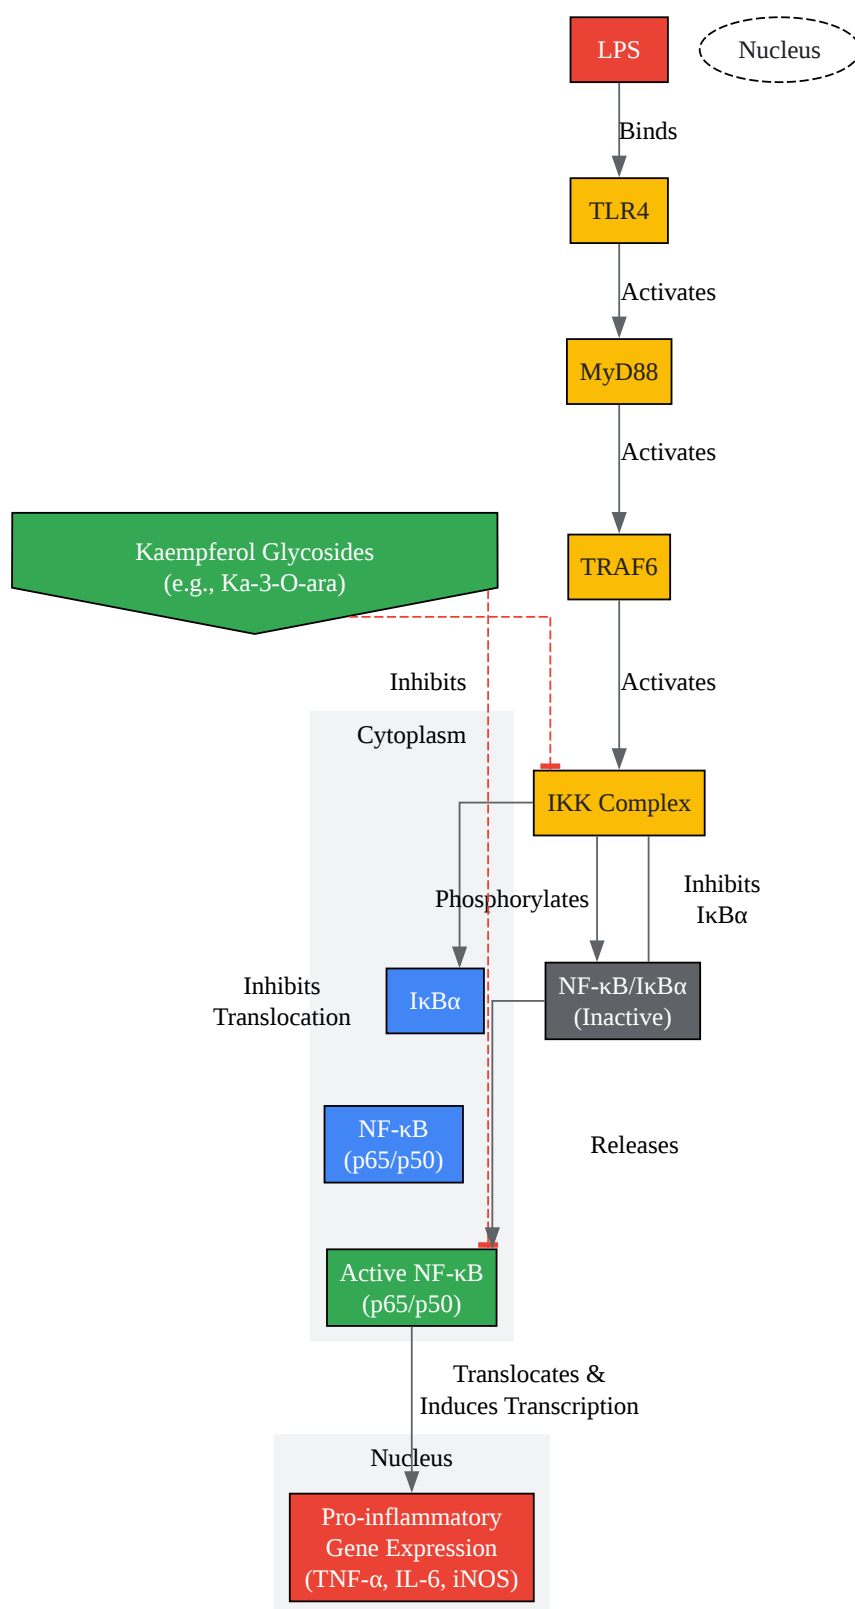 LPS
Nucleus
Binds
TLR4
Activates
MyD88
Activates
Kaempferol Glycosides
(e.g., Ka-3-O-ara)
TRAF6
Inhibits
Activates
Cytoplasm
IKK Complex
Phosphorylates
Inhibits
IκBα
Inhibits
Translocation
IκBα
NF-κB/IκBα
(Inactive)
NF-κB
(p65/p50)
Releases
Active NF-κB
(p65/p50)
Translocates &
Induces Transcription
Nucleus
Pro-inflammatory
Gene Expression
(TNF-α, IL-6, iNOS)